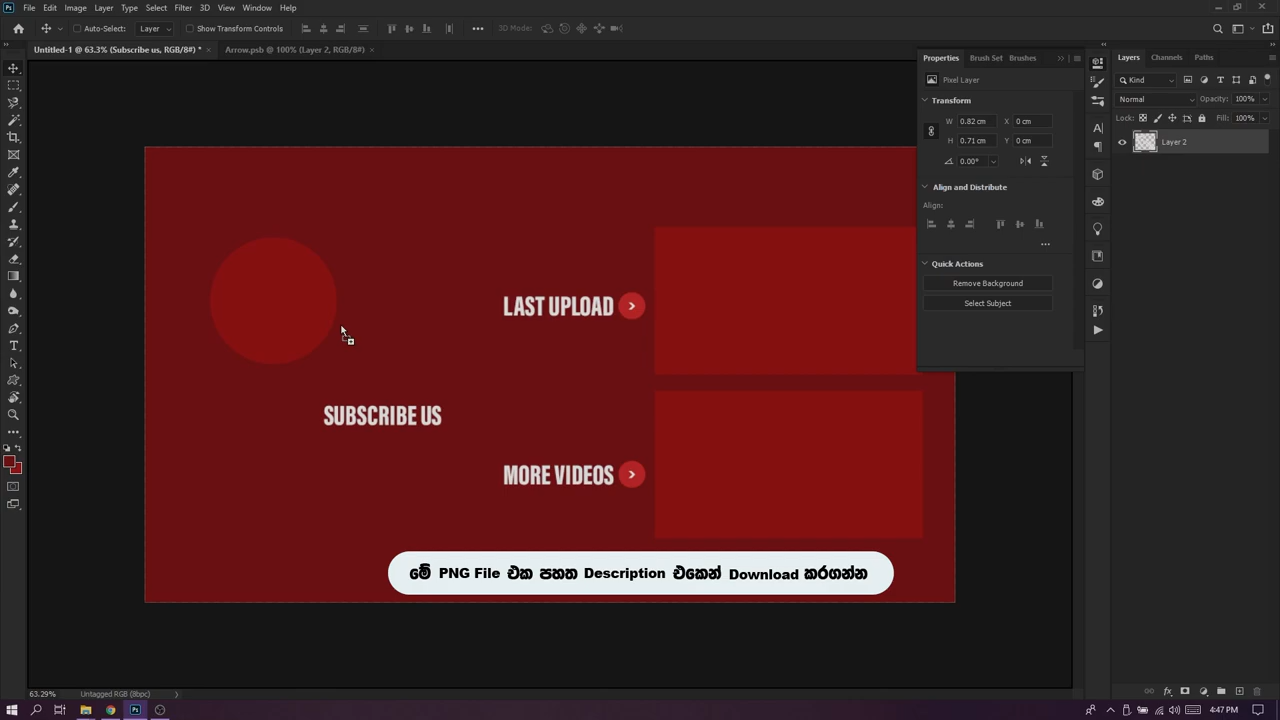 File Edit Image Layer Type Select Filter 3D View Window Help
Auto-Select: Layer Show Transform Controls 3D Mode:
Untitled-1 @ 63.3% (Subscribe us, RGB/8#) * × Arrow.psb @ 100% (Layer 2, RGB/8#) ×
Properties Brush Set Brushes
Pixel Layer
Transform
W 0.82 cm X 0 cm
H 0.71 cm Y 0 cm
0.00°
Align and Distribute
Align:
Quick Actions
Remove Background
Select Subject
Layers Channels Paths
Kind
Normal Opacity: 100%
Lock: Fill: 100%
Layer 2
LAST UPLOAD
SUBSCRIBE US
MORE VIDEOS
මේ PNG File එක පහත Description එකෙන් Download කරගන්න
63.29% Untagged RGB (8bpc)
4:47 PM